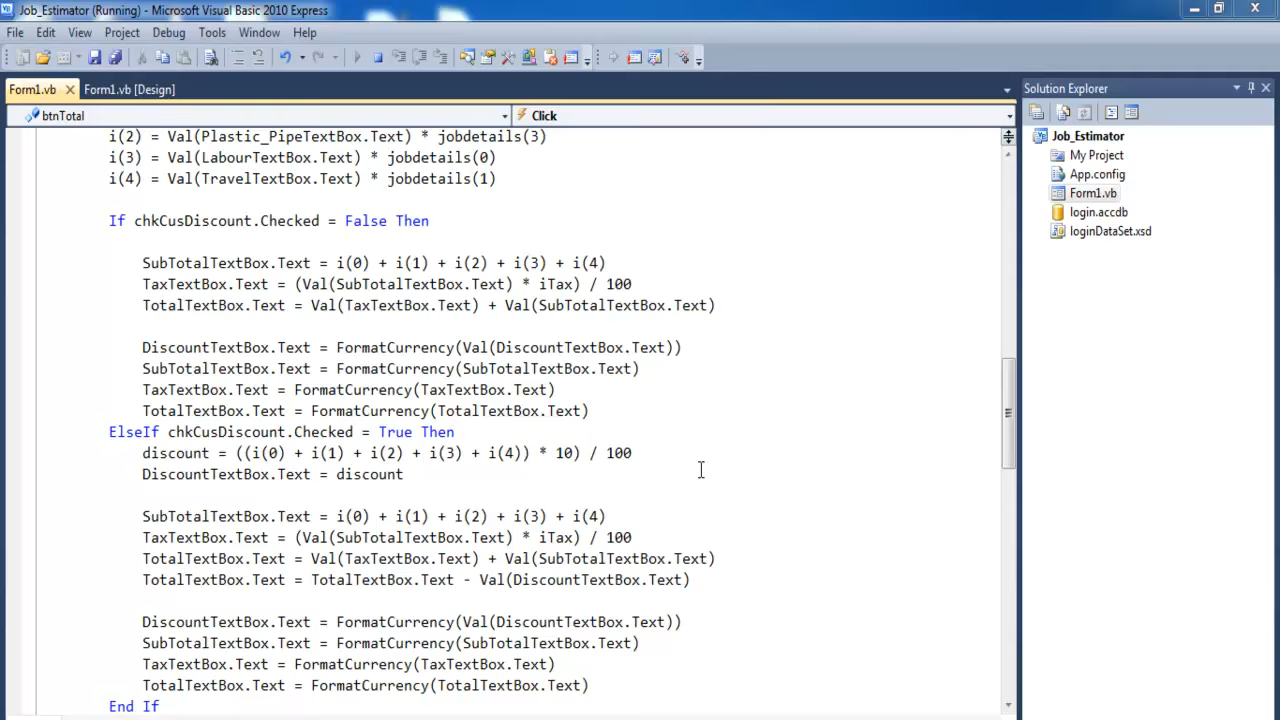 Job_Estimator (Running) - Microsoft Visual Basic 2010 Express
File Edit View Project Debug Tools Window Help
Form1.vb Form1.vb [Design]
btnTotal Click
i(2) = Val(Plastic_PipeTextBox.Text) * jobdetails(3)
i(3) = Val(LabourTextBox.Text) * jobdetails(0)
i(4) = Val(TravelTextBox.Text) * jobdetails(1)
If chkCusDiscount.Checked = False Then
SubTotalTextBox.Text = i(0) + i(1) + i(2) + i(3) + i(4)
TaxTextBox.Text = (Val(SubTotalTextBox.Text) * iTax) / 100
TotalTextBox.Text = Val(TaxTextBox.Text) + Val(SubTotalTextBox.Text)
DiscountTextBox.Text = FormatCurrency(Val(DiscountTextBox.Text))
SubTotalTextBox.Text = FormatCurrency(SubTotalTextBox.Text)
TaxTextBox.Text = FormatCurrency(TaxTextBox.Text)
TotalTextBox.Text = FormatCurrency(TotalTextBox.Text)
ElseIf chkCusDiscount.Checked = True Then
discount = ((i(0) + i(1) + i(2) + i(3) + i(4)) * 10) / 100
DiscountTextBox.Text = discount
SubTotalTextBox.Text = i(0) + i(1) + i(2) + i(3) + i(4)
TaxTextBox.Text = (Val(SubTotalTextBox.Text) * iTax) / 100
TotalTextBox.Text = Val(TaxTextBox.Text) + Val(SubTotalTextBox.Text)
TotalTextBox.Text = TotalTextBox.Text - Val(DiscountTextBox.Text)
DiscountTextBox.Text = FormatCurrency(Val(DiscountTextBox.Text))
SubTotalTextBox.Text = FormatCurrency(SubTotalTextBox.Text)
TaxTextBox.Text = FormatCurrency(TaxTextBox.Text)
TotalTextBox.Text = FormatCurrency(TotalTextBox.Text)
End If
Solution Explorer
Job_Estimator
My Project
App.config
Form1.vb
login.accdb
loginDataSet.xsd